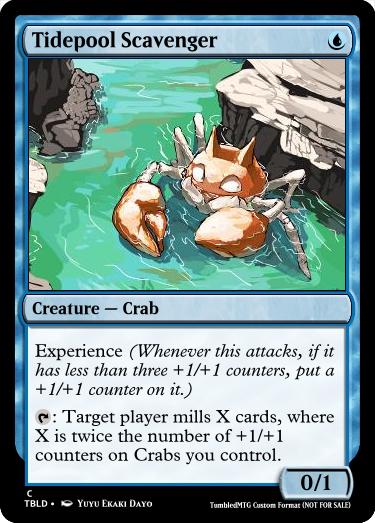 Tidepool Scavenger
Creature — Crab
Experience (Whenever this attacks, if it
has less than three +1/+1 counters, put a
+1/+1 counter on it.)
: Target player mills X cards, where
X is twice the number of +1/+1
counters on Crabs you control.
0/1
C
TBLD • Yuyu Ekaki Dayo
TumbledMTG Custom Format (NOT FOR SALE)